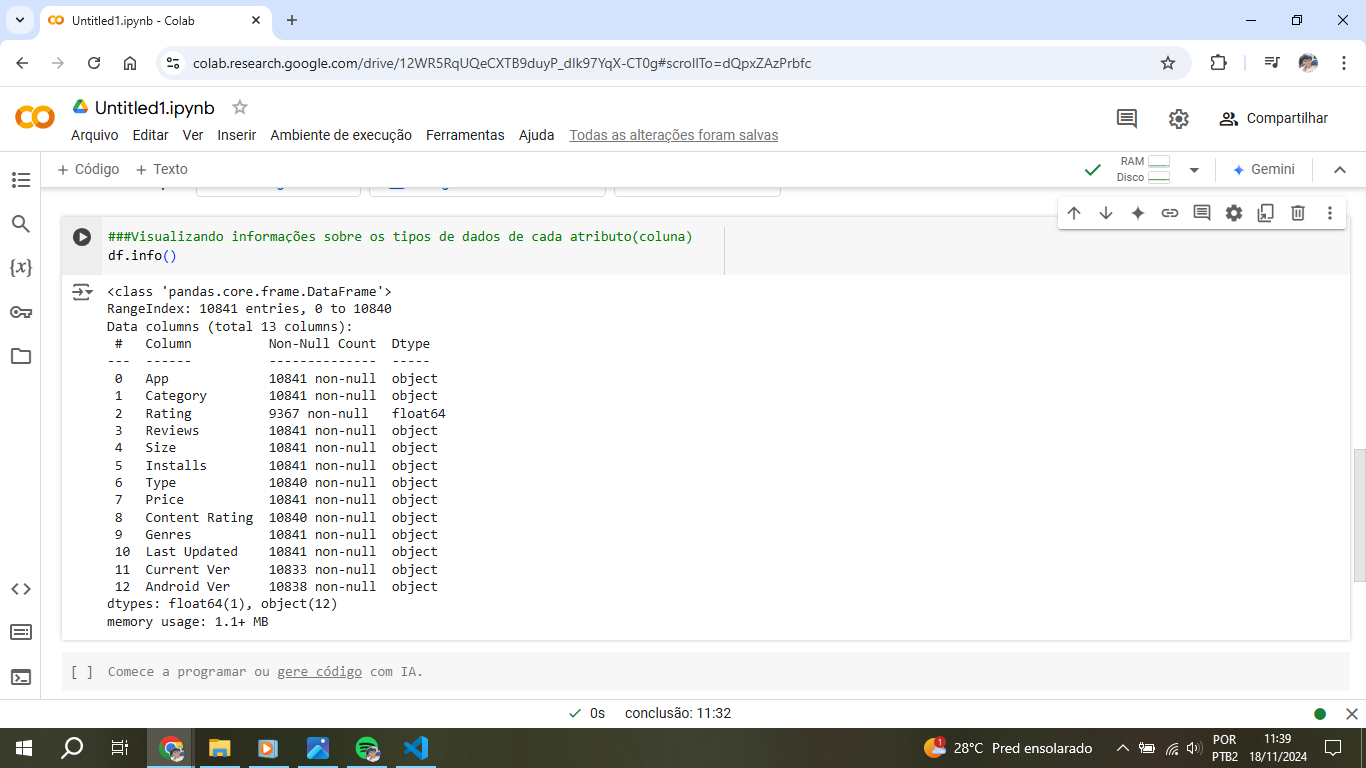 Untitled1.ipynb - Colab
colab.research.google.com/drive/12WR5RqUQeCXTB9duyP_dIk97YqX-CT0g#scrollTo=dQpxZAzPrbfc
Untitled1.ipynb
Arquivo Editar Ver Inserir Ambiente de execução Ferramentas Ajuda Todas as alterações foram salvas
Compartilhar
+ Código + Texto
RAM
Disco
Gemini
###Visualizando informações sobre os tipos de dados de cada atributo(coluna)
df.info()
<class 'pandas.core.frame.DataFrame'>
RangeIndex: 10841 entries, 0 to 10840
Data columns (total 13 columns):
 #   Column          Non-Null Count  Dtype
---  ------          --------------  -----
 0   App             10841 non-null  object
 1   Category        10841 non-null  object
 2   Rating          9367 non-null   float64
 3   Reviews         10841 non-null  object
 4   Size            10841 non-null  object
 5   Installs        10841 non-null  object
 6   Type            10840 non-null  object
 7   Price           10841 non-null  object
 8   Content Rating  10840 non-null  object
 9   Genres          10841 non-null  object
 10  Last Updated    10841 non-null  object
 11  Current Ver     10833 non-null  object
 12  Android Ver     10838 non-null  object
dtypes: float64(1), object(12)
memory usage: 1.1+ MB
[ ] Comece a programar ou gere código com IA.
0s conclusão: 11:32
1
28°C Pred ensolarado
POR
PTB2
11:39
18/11/2024